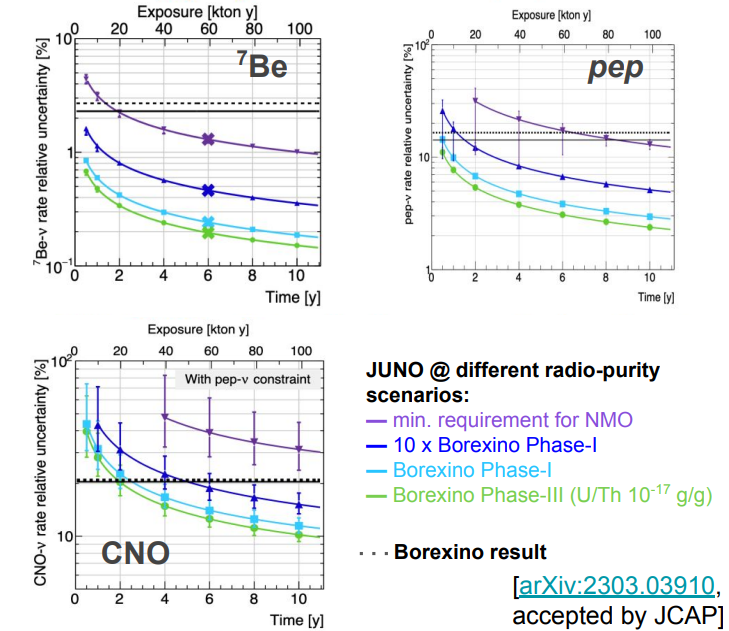 Exposure [kton y]
0 20 40 60 80 100
⁷Be-ν rate relative uncertainty [%]
10
1
10⁻¹
⁷Be
0 2 4 6 8 10
Time [y]
Exposure [kton y]
0 20 40 60 80 100
pep-ν rate relative uncertainty [%]
10²
10
1
pep
0 2 4 6 8 10
Time [y]
Exposure [kton y]
0 20 40 60 80 100
CNO-ν rate relative uncertainty [%]
10²
10
With pep-ν constraint
CNO
0 2 4 6 8 10
Time [y]
JUNO @ different radio-purity
scenarios:
min. requirement for NMO
10 x Borexino Phase-I
Borexino Phase-I
Borexino Phase-III (U/Th 10⁻¹⁷ g/g)
Borexino result
[arXiv:2303.03910,
accepted by JCAP]